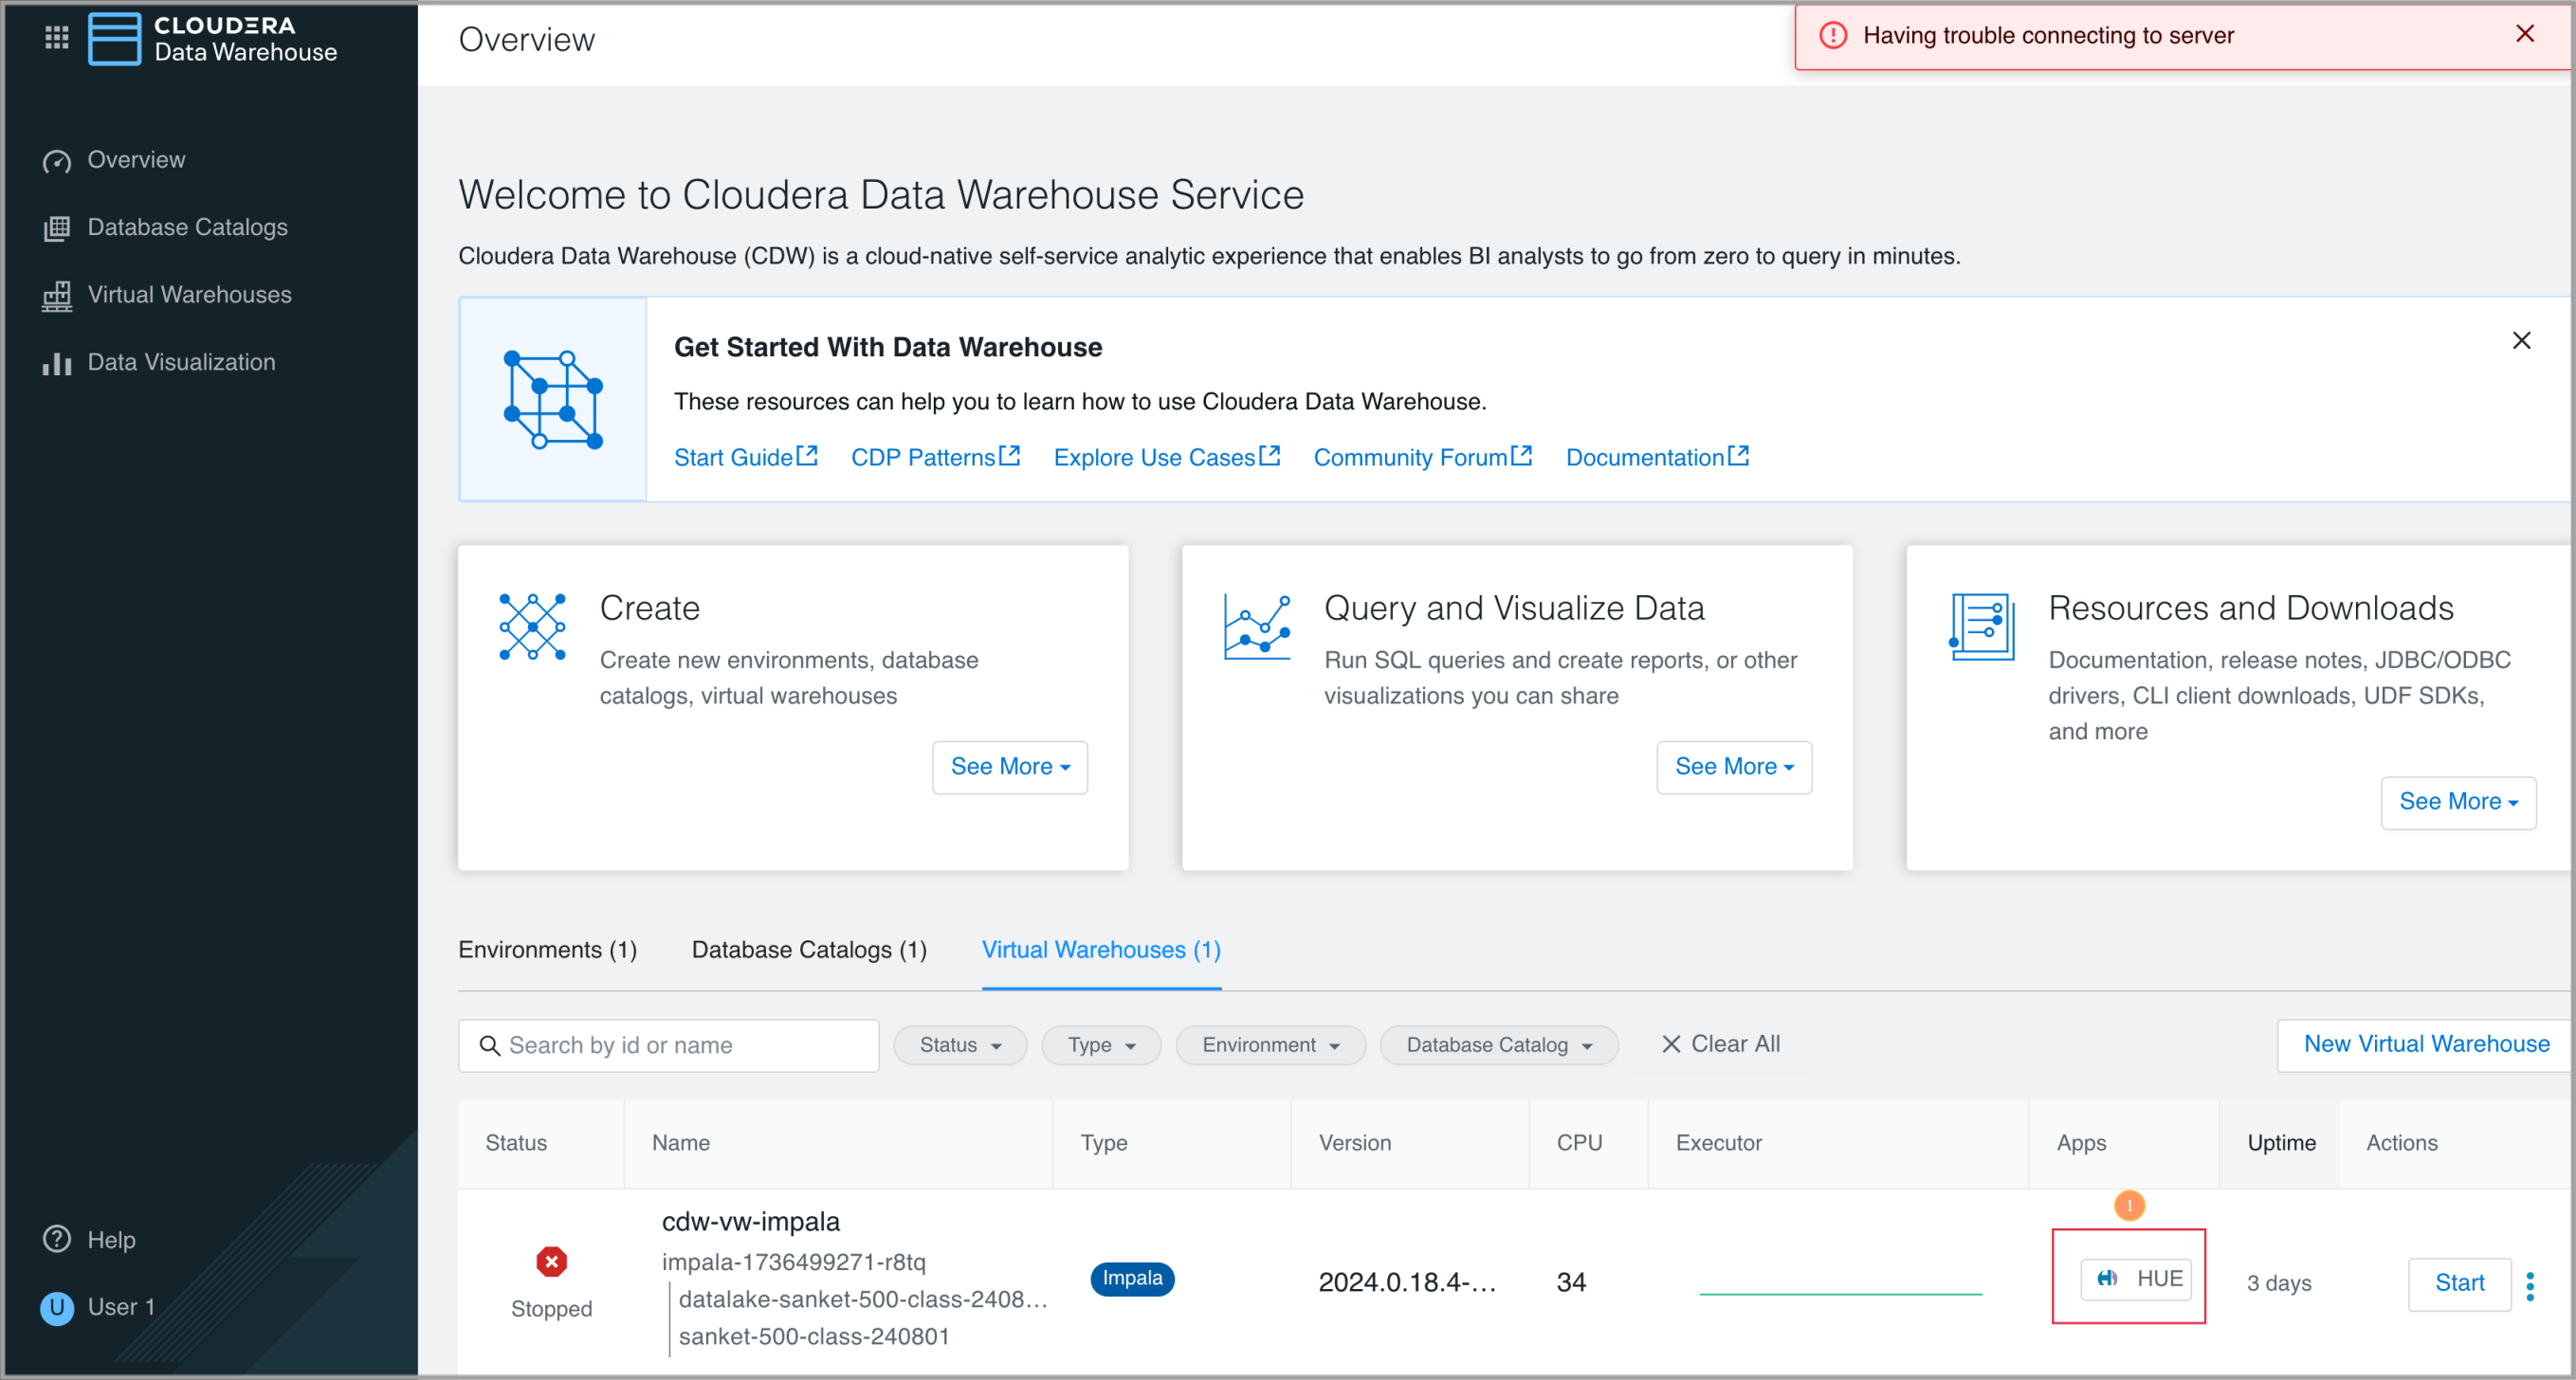 CLOUDERA
Data Warehouse
Overview
Database Catalogs
Virtual Warehouses
Data Visualization
Help
U
User 1
Overview
Having trouble connecting to server
Welcome to Cloudera Data Warehouse Service
Cloudera Data Warehouse (CDW) is a cloud-native self-service analytic experience that enables BI analysts to go from zero to query in minutes.
Get Started With Data Warehouse
These resources can help you to learn how to use Cloudera Data Warehouse.
Start Guide CDP Patterns Explore Use Cases Community Forum Documentation
Create
Create new environments, database
catalogs, virtual warehouses
See More
Query and Visualize Data
Run SQL queries and create reports, or other
visualizations you can share
See More
Resources and Downloads
Documentation, release notes, JDBC/ODBC
drivers, CLI client downloads, UDF SDKs,
and more
See More
Environments (1) Database Catalogs (1) Virtual Warehouses (1)
Search by id or name Status Type Environment Database Catalog Clear All New Virtual Warehouse
Status Name Type Version CPU Executor Apps Uptime Actions
1
Stopped
cdw-vw-impala
impala-1736499271-r8tq
datalake-sanket-500-class-2408...
sanket-500-class-240801
Impala 2024.0.18.4-... 34 HUE 3 days Start